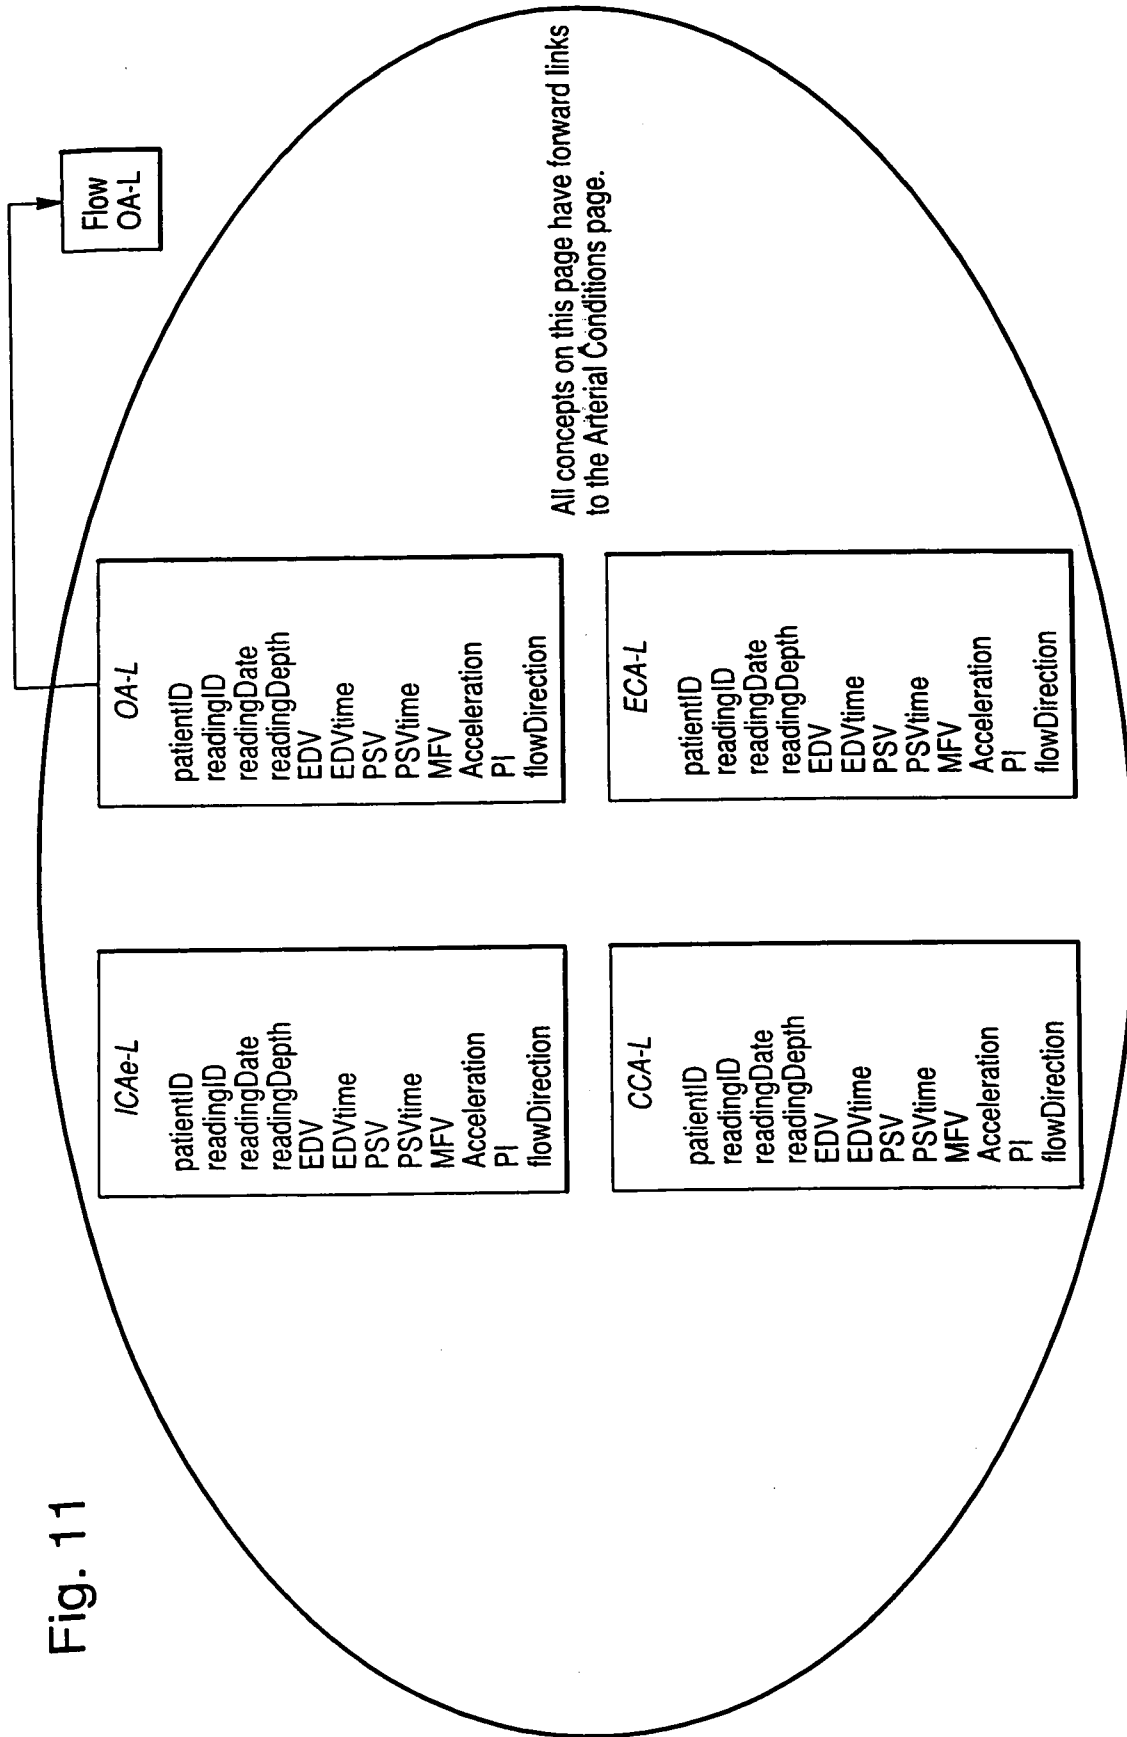 Fig. 11
Flow
OA-L
ICAe-L
patientID
readingID
readingDate
readingDepth
EDV
EDVtime
PSV
PSVtime
MFV
Acceleration
PI
flowDirection
OA-L
patientID
readingID
readingDate
readingDepth
EDV
EDVtime
PSV
PSVtime
MFV
Acceleration
PI
flowDirection
CCA-L
patientID
readingID
readingDate
readingDepth
EDV
EDVtime
PSV
PSVtime
MFV
Acceleration
PI
flowDirection
ECA-L
patientID
readingID
readingDate
readingDepth
EDV
EDVtime
PSV
PSVtime
MFV
Acceleration
PI
flowDirection
All concepts on this page have forward links
to the Arterial Conditions page.